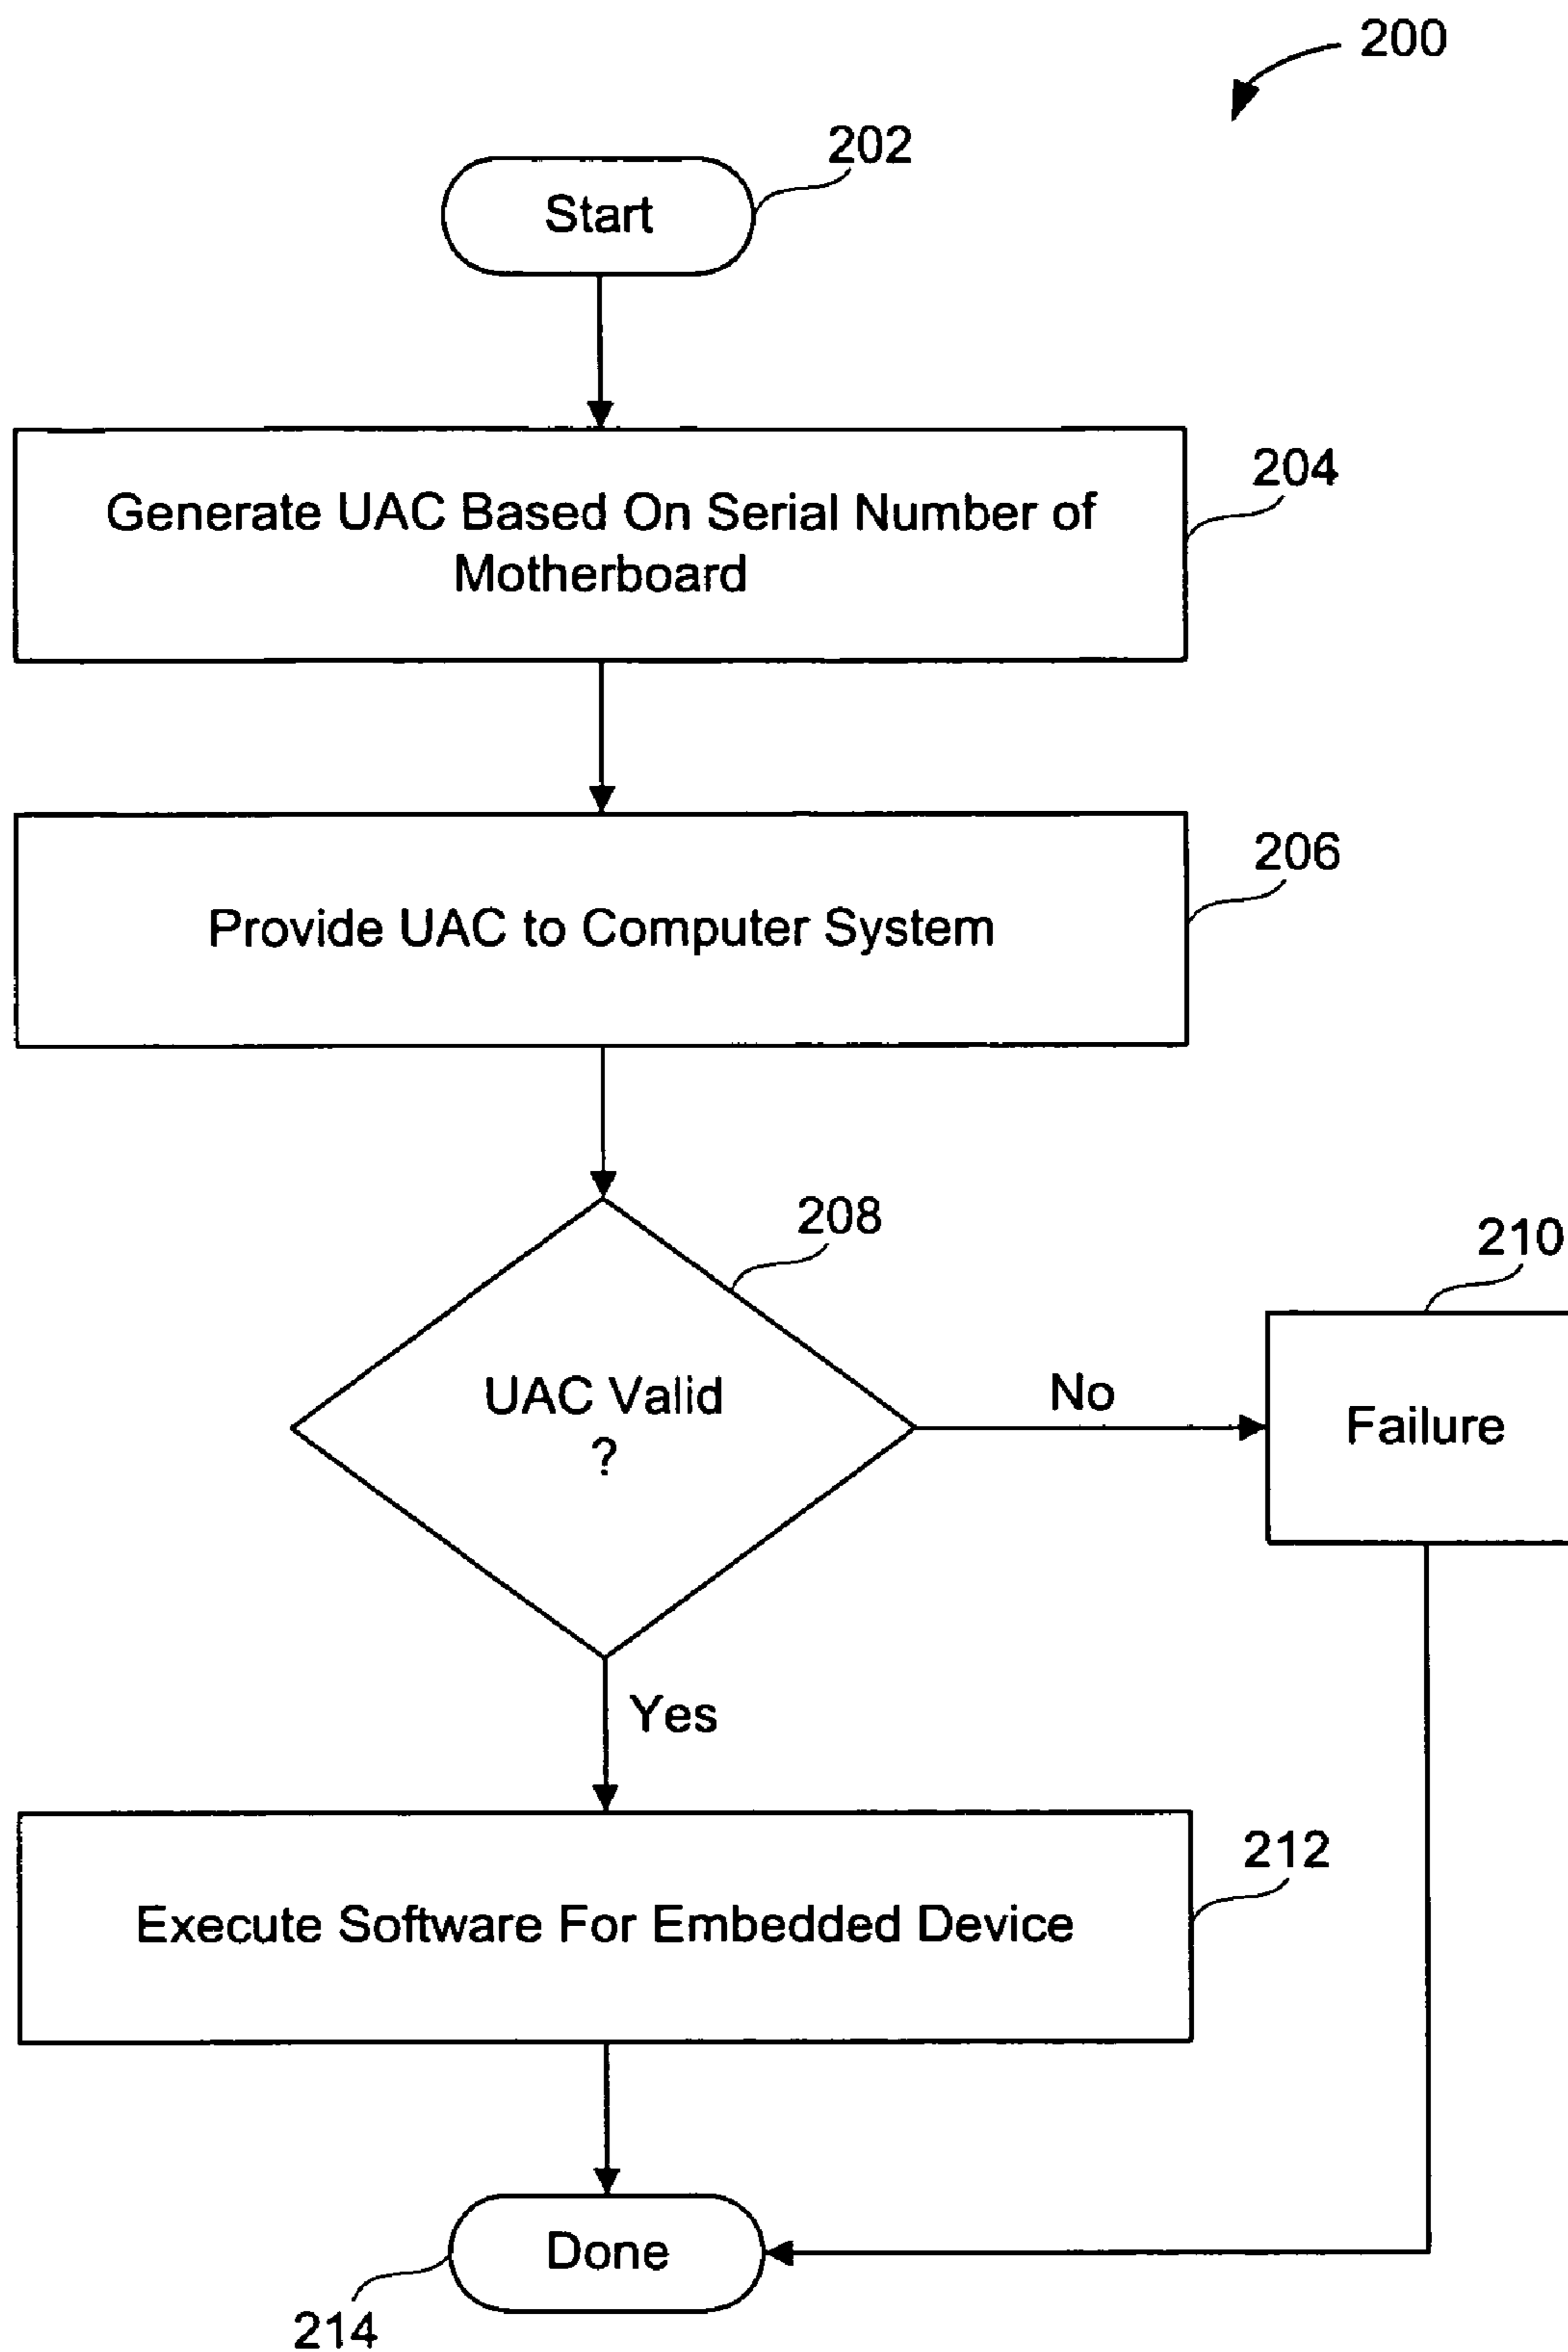 200
202
Start
204
Generate UAC Based On Serial Number of
Motherboard
206
Provide UAC to Computer System
208
210
UAC Valid
?
No
Failure
Yes
212
Execute Software For Embedded Device
Done
214